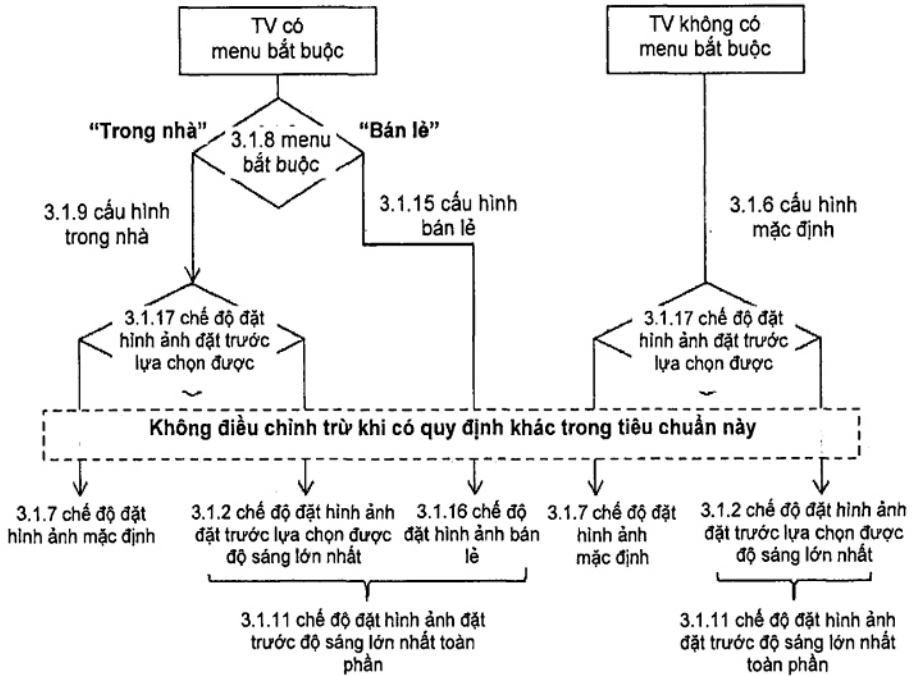 TV có
menu bắt buộc
TV không có
menu bắt buộc
“Trong nhà”
“Bán lẻ”
3.1.8 menu
bắt buộc
3.1.9 cấu hình
trong nhà
3.1.15 cấu hình
bán lẻ
3.1.6 cấu hình
mặc định
3.1.17 chế độ đặt
hình ảnh đặt trước
lựa chọn được
3.1.17 chế độ đặt
hình ảnh đặt trước
lựa chọn được
Không điều chỉnh trừ khi có quy định khác trong tiêu chuẩn này
3.1.7 chế độ đặt
hình ảnh mặc định
3.1.2 chế độ đặt hình ảnh
đặt trước lựa chọn được
độ sáng lớn nhất
3.1.16 chế độ
đặt hình ảnh bán
lẻ
3.1.7 chế độ đặt
hình ảnh
mặc định
3.1.2 chế độ đặt hình ảnh
đặt trước lựa chọn được
độ sáng lớn nhất
3.1.11 chế độ đặt hình ảnh đặt
trước độ sáng lớn nhất toàn
phần
3.1.11 chế độ đặt hình ảnh
đặt trước độ sáng lớn nhất
toàn phần